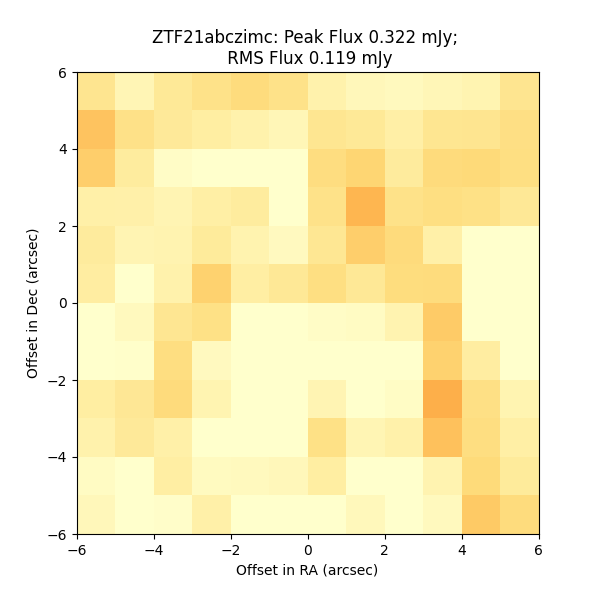 ZTF21abczimc: Peak Flux 0.322 mJy;
RMS Flux 0.119 mJy
6
4
2
0
−2
−4
−6
Offset in Dec (arcsec)
−6 −4 −2 0 2 4 6
Offset in RA (arcsec)